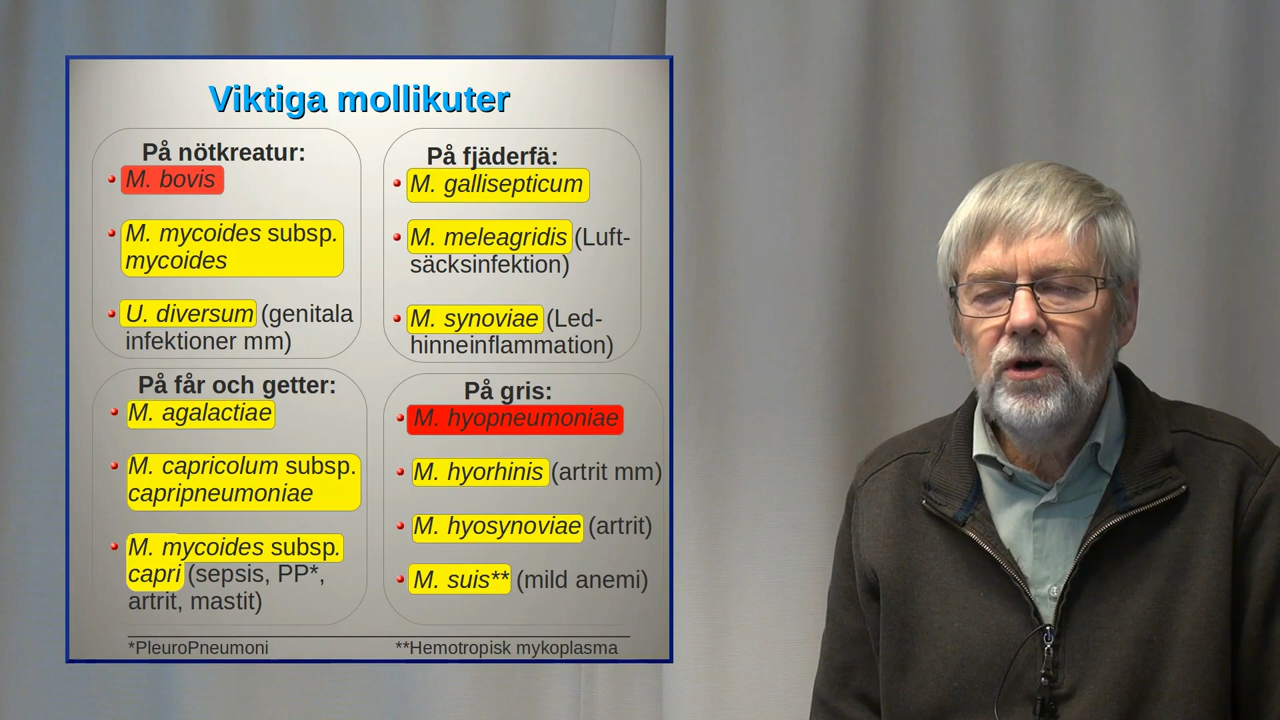 Viktiga mollikuter
På nötkreatur:
M. bovis
M. mycoides subsp.
mycoides
U. diversum (genitala
infektioner mm)
På fjäderfä:
M. gallisepticum
M. meleagridis (Luft-
säcksinfektion)
M. synoviae (Led-
hinneinflammation)
På får och getter:
M. agalactiae
M. capricolum subsp.
capripneumoniae
M. mycoides subsp.
capri (sepsis, PP*,
artrit, mastit)
På gris:
M. hyopneumoniae
M. hyorhinis (artrit mm)
M. hyosynoviae (artrit)
M. suis** (mild anemi)
*PleuroPneumoni
**Hemotropisk mykoplasma